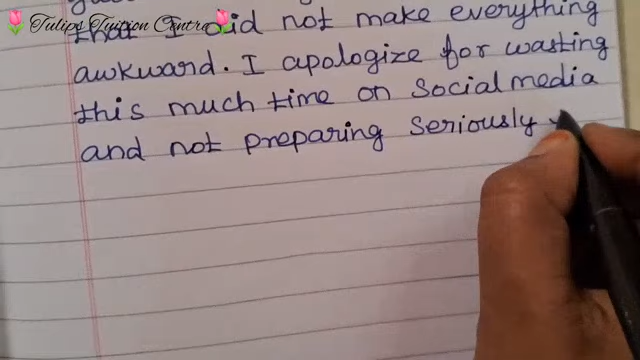 🌷Tulips Tuition Centre🌷
that I did not make everything
awkward. I apologize for wasting
this much time on Social media
and not preparing seriously